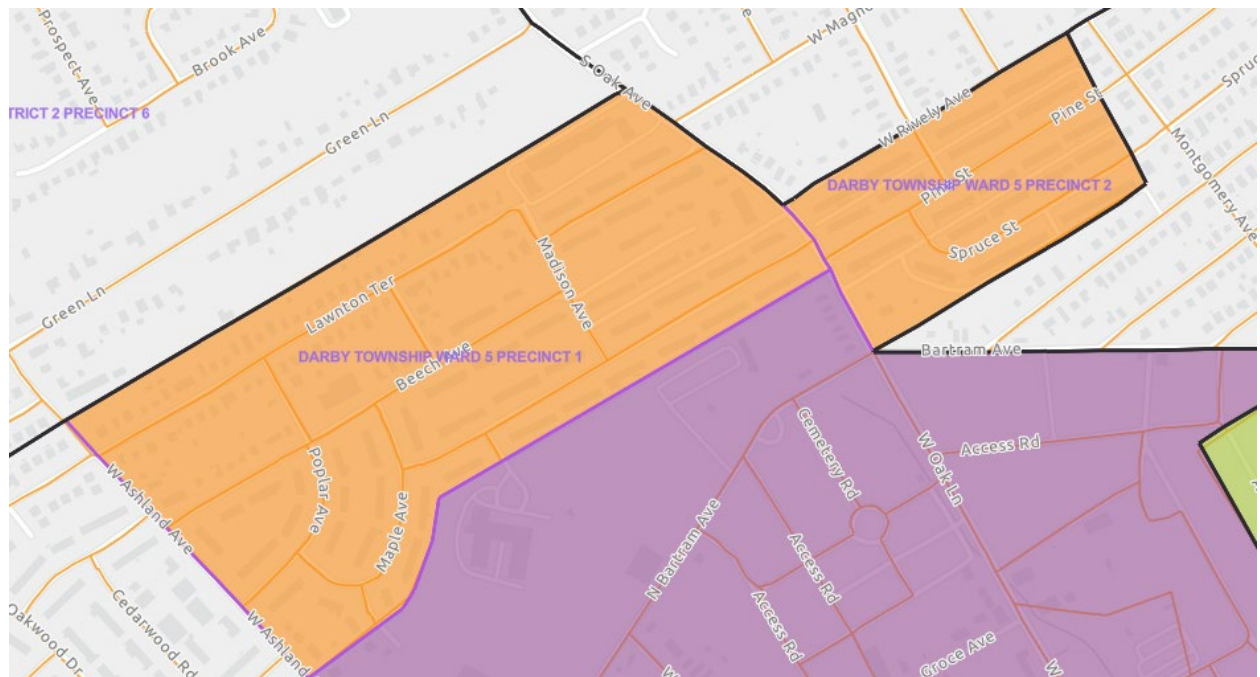 Prospect Ave
Brook Ave
TRICT 2 PRECINCT 6
Green Ln
S Oak Ave
W Magno
W Rively Ave
Pine St
Spruce
Montgomery Ave
DARBY TOWNSHIP WARD 5 PRECINCT 2
Pine St
Spruce St
Green Ln
Lawnton Ter
Madison Ave
DARBY TOWNSHIP WARD 5 PRECINCT 1
Beech Ave
Bartram Ave
W Ashland Ave
Poplar Ave
Maple Ave
Cemetery Rd
W Oak Ln
Access Rd
N Bartram Ave
Access Rd
Access Rd
Oakwood Dr
Cedarwood Rd
W Ashland
Groce Ave
W
W